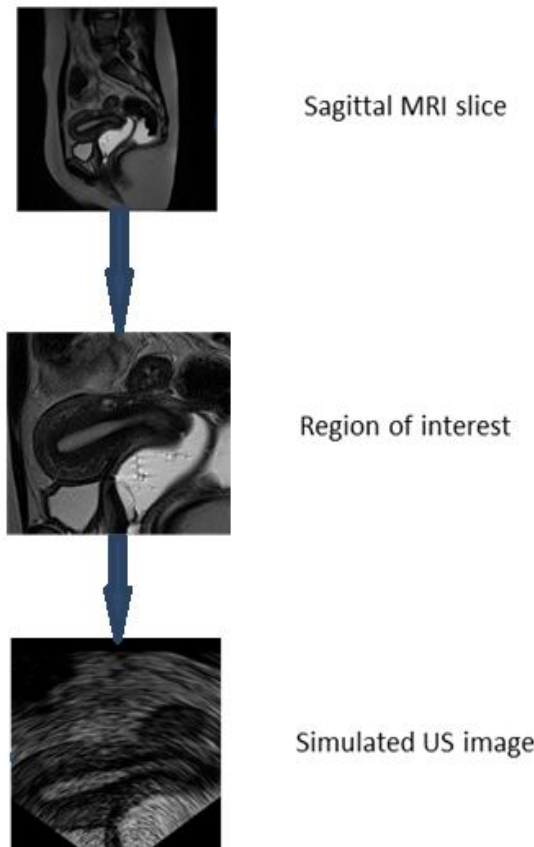 Sagittal MRI slice
Region of interest
Simulated US image